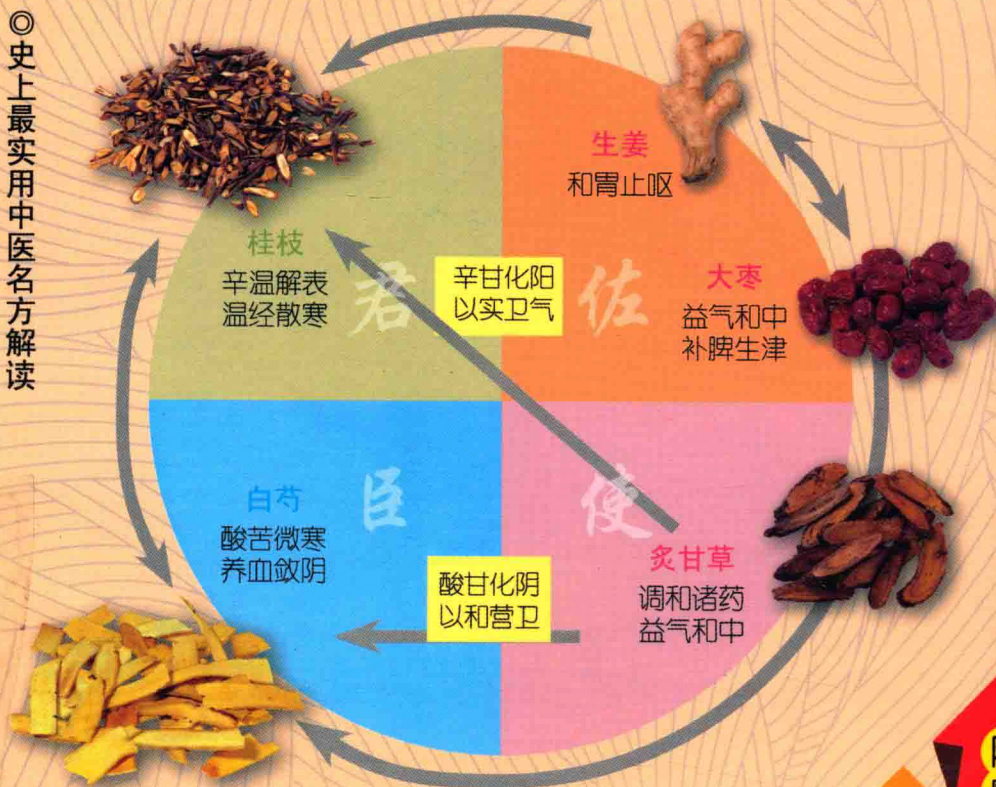 ◎史上最实用中医名方解读
生姜
和胃止呕
桂枝
辛温解表
温经散寒
君
辛甘化阳
以实卫气
佐
大枣
益气和中
补脾生津
白芍
酸苦微寒
养血敛阴
臣
酸甘化阴
以和营卫
使
炙甘草
调和诸药
益气和中